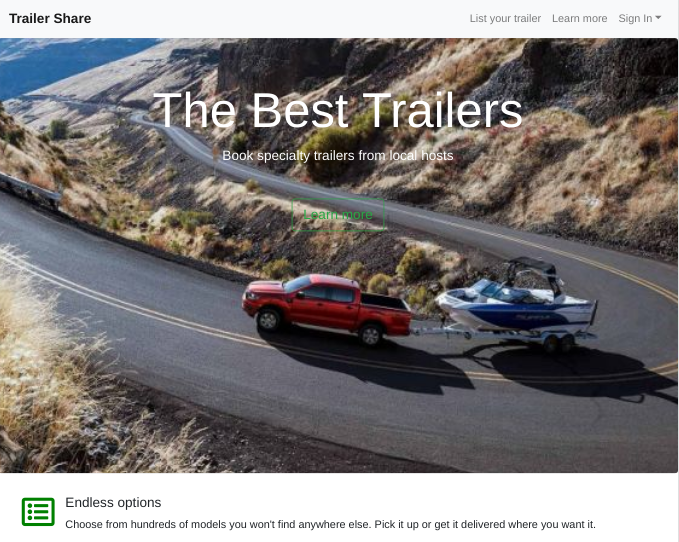 Trailer Share
List your trailer Learn more Sign In
The Best Trailers
Book specialty trailers from local hosts
Learn more
Endless options
Choose from hundreds of models you won't find anywhere else. Pick it up or get it delivered where you want it.